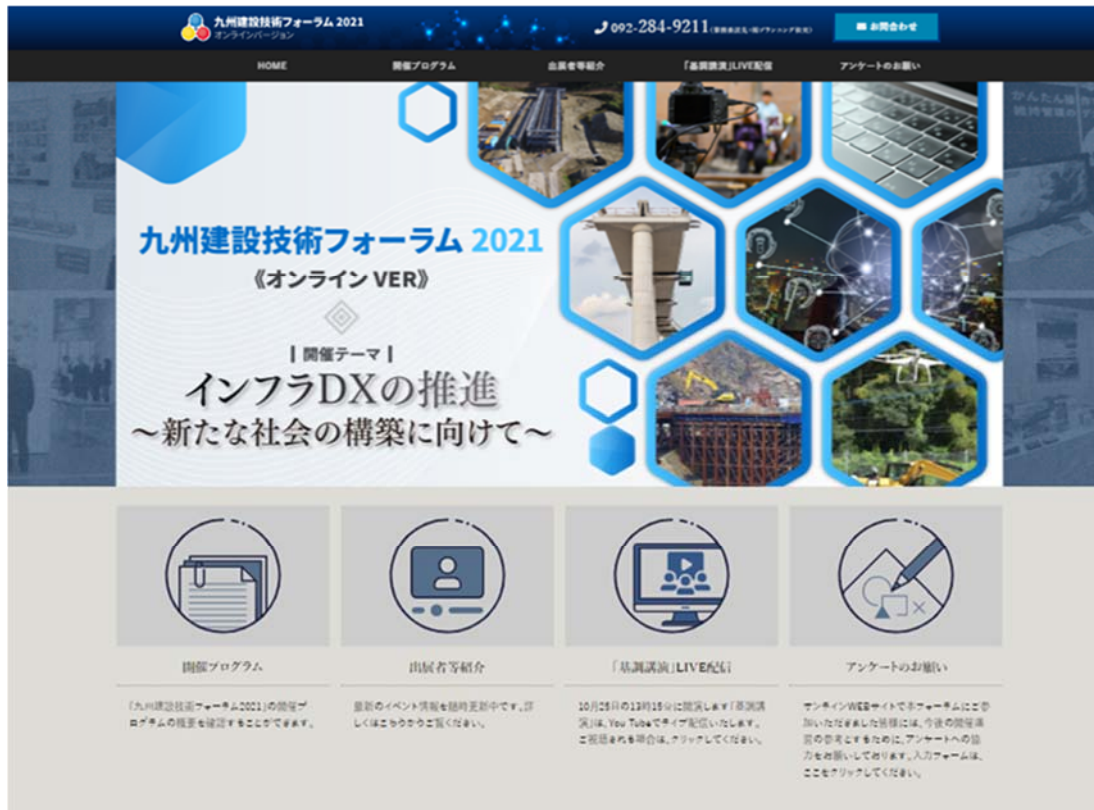 九州建設技術フォーラム 2021
オンラインバージョン
092-284-9211
お問合わせ
HOME
開催プログラム
出展者等紹介
「基調講演」LIVE配信
アンケートのお願い
九州建設技術フォーラム 2021
《オンライン VER》
┃開催テーマ┃
インフラDXの推進
～新たな社会の構築に向けて～
開催プログラム
「九州建設技術フォーラム2021」の開催プ
ログラムの概要を確認することができます。
出展者等紹介
最新のイベント情報を随時更新中です。詳
しくはこちらからご覧ください。
「基調講演」LIVE配信
10月25日の13時15分に開演します「基調講
演」は、You Tubeでライブ配信いたします。
ご視聴される場合は、クリックしてください。
アンケートのお願い
オンラインWEBサイトで本フォーラムにご参
加いただきました皆様には、今後の開催運
営の参考とするために、アンケートへの協
力をお願いしております。入力フォームは、
ここをクリックしてください。